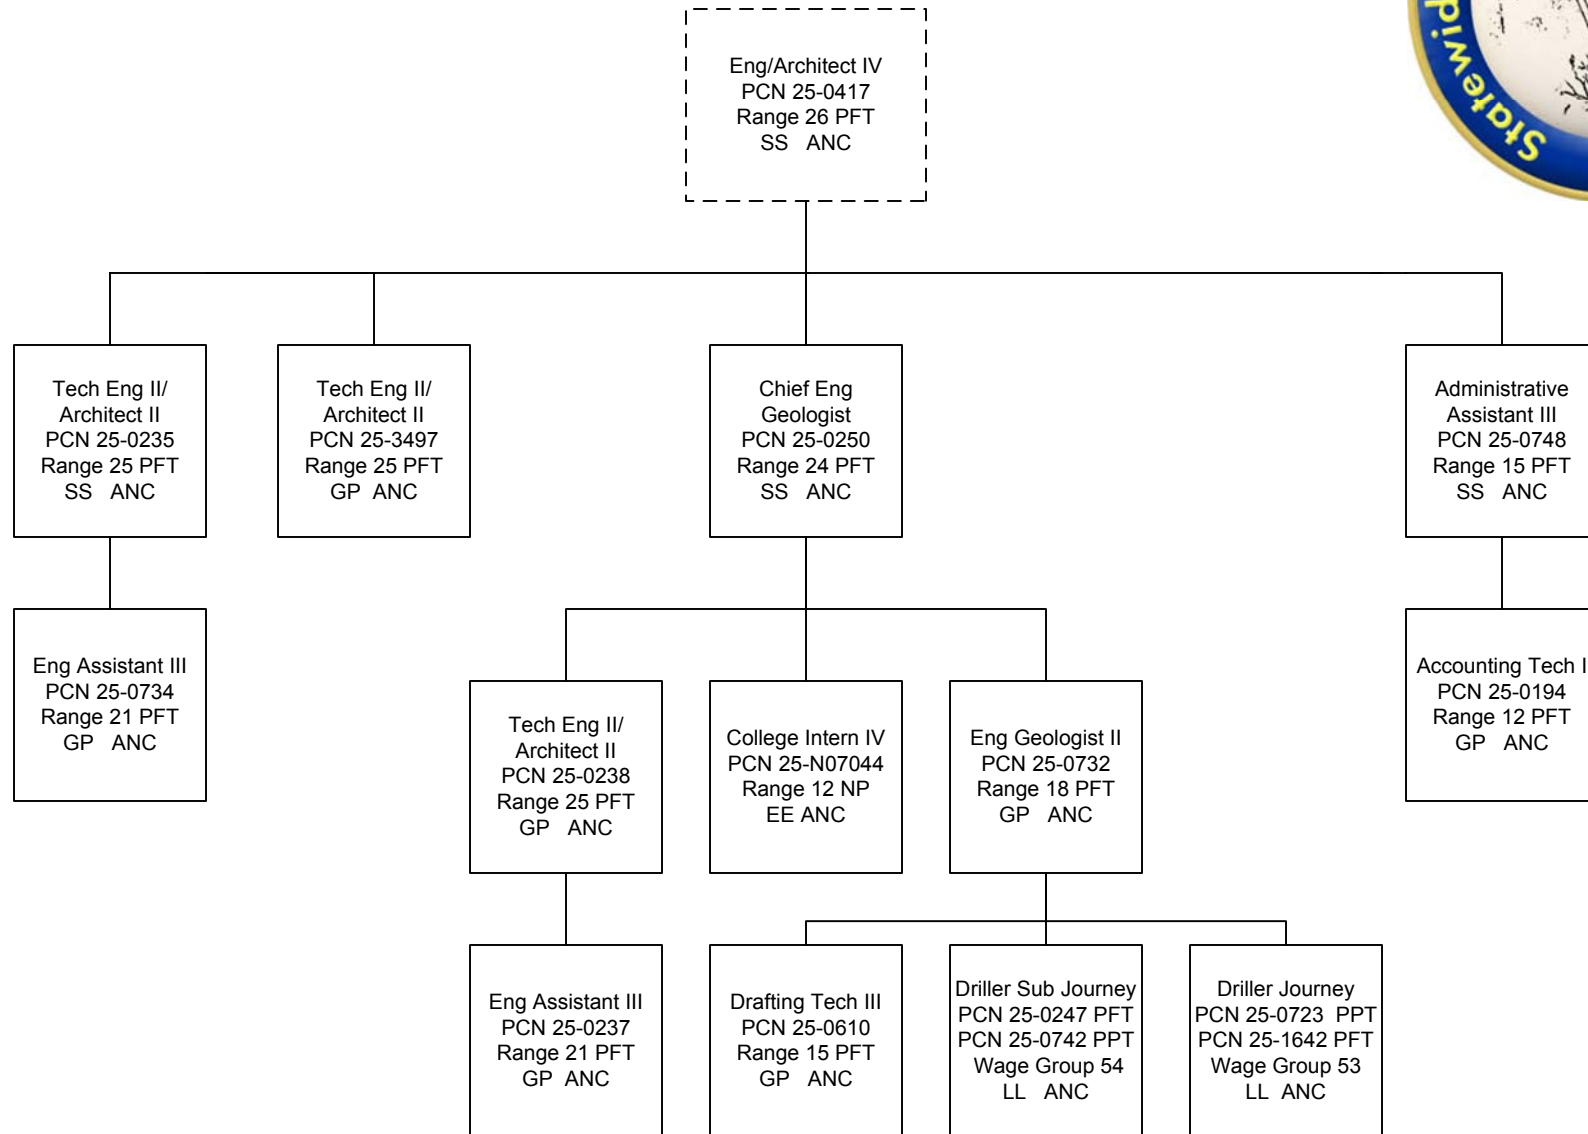 Eng/Architect IV
PCN 25-0417
Range 26 PFT
SS ANC
Statewid
Tech Eng II/
Architect II
PCN 25-0235
Range 25 PFT
SS ANC
Tech Eng II/
Architect II
PCN 25-3497
Range 25 PFT
GP ANC
Chief Eng
Geologist
PCN 25-0250
Range 24 PFT
SS ANC
Administrative
Assistant III
PCN 25-0748
Range 15 PFT
SS ANC
Eng Assistant III
PCN 25-0734
Range 21 PFT
GP ANC
Tech Eng II/
Architect II
PCN 25-0238
Range 25 PFT
GP ANC
College Intern IV
PCN 25-N07044
Range 12 NP
EE ANC
Eng Geologist II
PCN 25-0732
Range 18 PFT
GP ANC
Accounting Tech I
PCN 25-0194
Range 12 PFT
GP ANC
Eng Assistant III
PCN 25-0237
Range 21 PFT
GP ANC
Drafting Tech III
PCN 25-0610
Range 15 PFT
GP ANC
Driller Sub Journey
PCN 25-0247 PFT
PCN 25-0742 PPT
Wage Group 54
LL ANC
Driller Journey
PCN 25-0723 PPT
PCN 25-1642 PFT
Wage Group 53
LL ANC